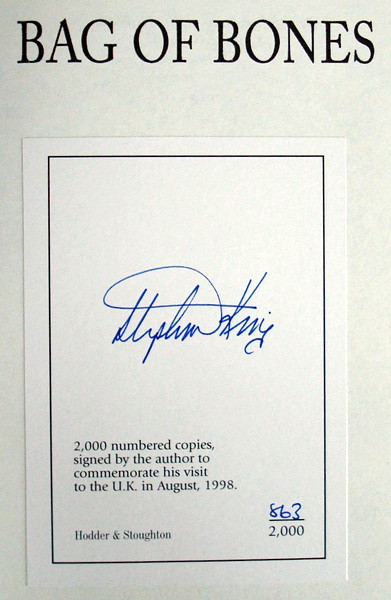 BAG OF BONES
Stephen King
2,000 numbered copies,
signed by the author to
commemorate his visit
to the U.K. in August, 1998.
863
Hodder & Stoughton
2,000